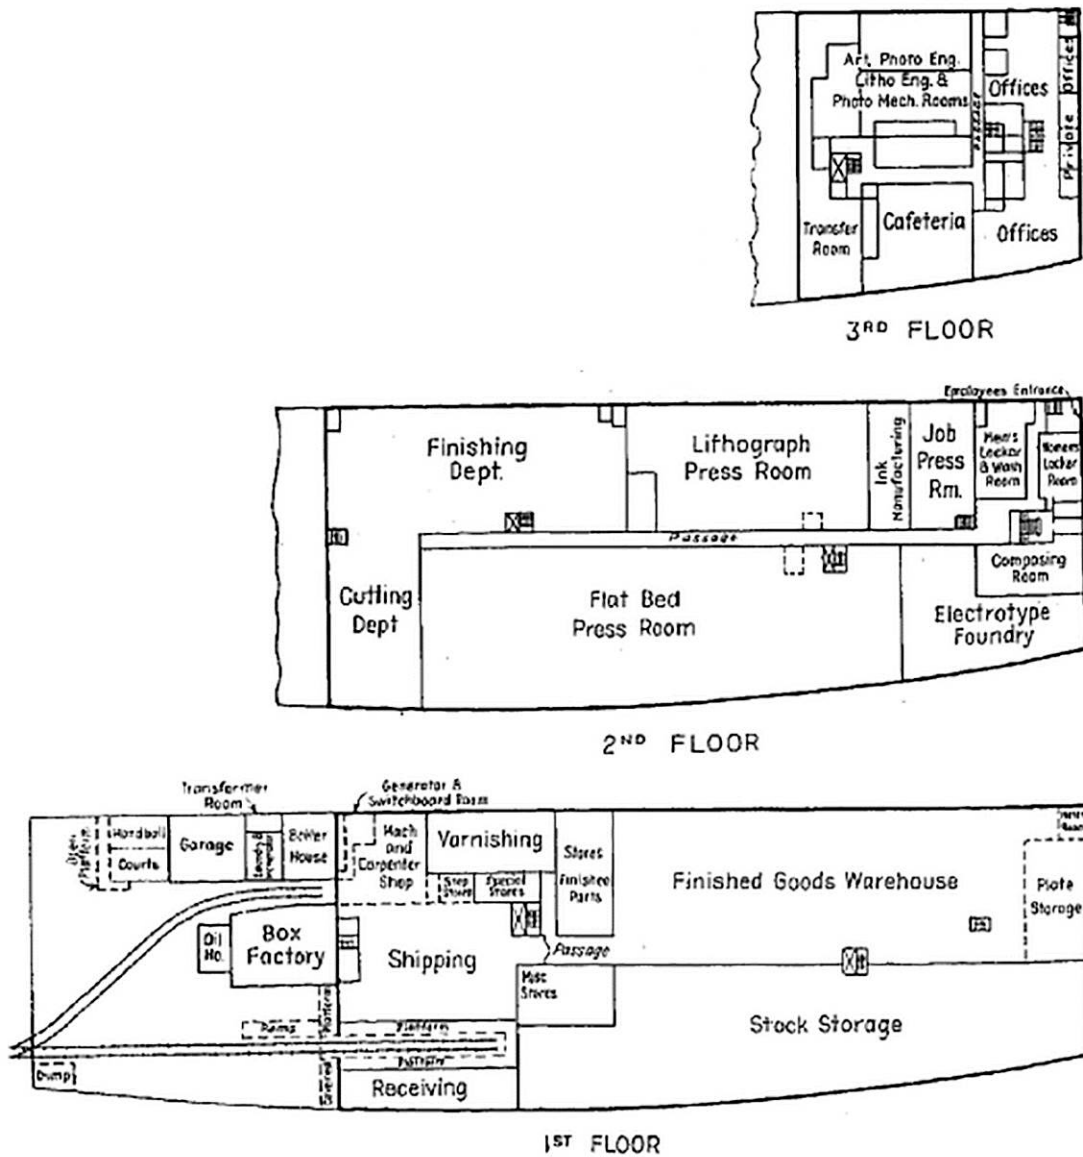 Art, Photo Eng.
Litho Eng. &
Photo Mech. Rooms
Offices
Private Offices
Passage
Transfer
Room
Cafeteria
Offices
3RD FLOOR
Employees Entrance
Finishing
Dept.
Lithograph
Press Room
Ink
Manufacturing
Job
Press
Rm.
Men's
Locker
& Wash
Room
Women's
Locker
Room
Passage
Cutting
Dept
Flat Bed
Press Room
Composing
Room
Electrotype
Foundry
2ND FLOOR
Transformer
Room
Generator &
Switchboard Room
Open
Platform
Handball
Courts
Garage
Boiler
House
Mach
and
Carpenter
Shop
Varnishing
Special
Stores
Stores
Finished
Parts
Finished Goods Warehouse
Plate
Storage
Oil
Ho.
Box
Factory
Shipping
Passage
Misc
Stores
Stock Storage
Ramp
Platform
Platform
Platform
Covered
Dump
Receiving
1ST FLOOR